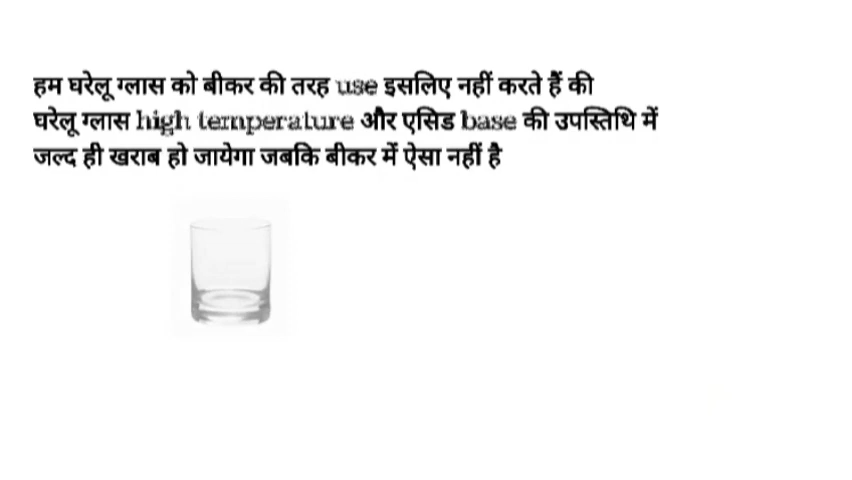 हम घरेलू ग्लास को बीकर की तरह use इसलिए नहीं करते हैं की
घरेलू ग्लास high temperature और एसिड base की उपस्तिथि में
जल्द ही खराब हो जायेगा जबकि बीकर में ऐसा नहीं है